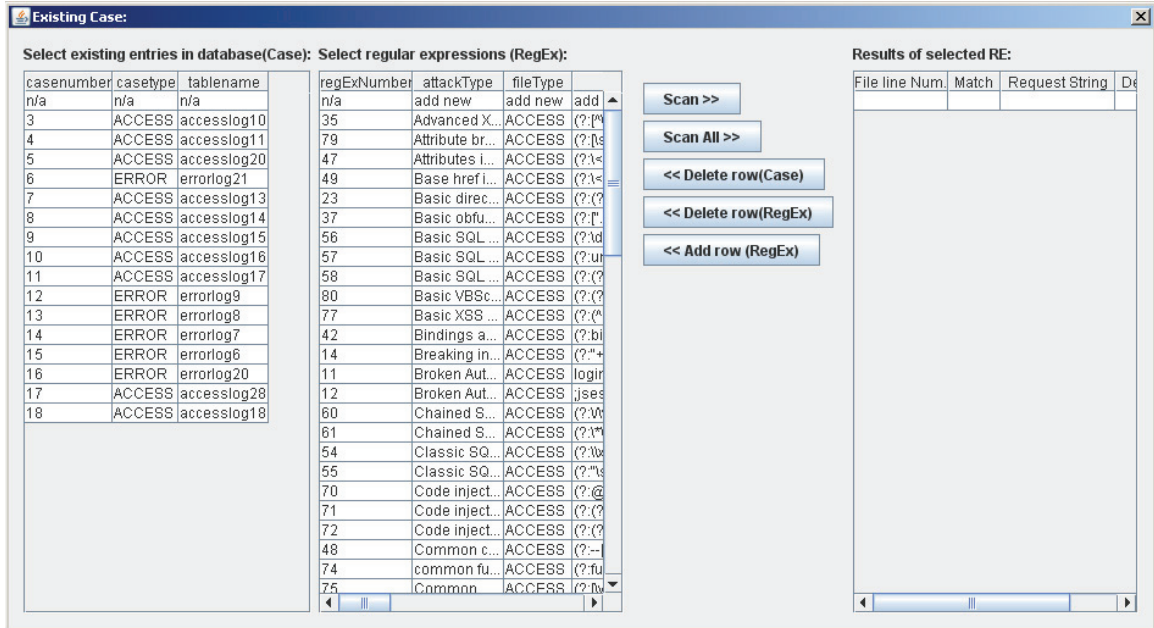 Existing Case:
Select existing entries in database(Case):
casenumber casetype tablename
n/a n/a n/a
3 ACCESS accesslog10
4 ACCESS accesslog11
5 ACCESS accesslog20
6 ERROR errorlog21
7 ACCESS accesslog13
8 ACCESS accesslog14
9 ACCESS accesslog15
10 ACCESS accesslog16
11 ACCESS accesslog17
12 ERROR errorlog9
13 ERROR errorlog8
14 ERROR errorlog7
15 ERROR errorlog6
16 ERROR errorlog20
17 ACCESS accesslog28
18 ACCESS accesslog18
Select regular expressions (RegEx):
regExNumber attackType fileType
n/a add new add new add
35 Advanced X... ACCESS (?:[^\
79 Attribute br... ACCESS (?:[\s
47 Attributes i... ACCESS (?:\<
49 Base href i... ACCESS (?:\<
23 Basic direc... ACCESS (?:(?
37 Basic obfu... ACCESS (?:[".
56 Basic SQL ... ACCESS (?:\d
57 Basic SQL ... ACCESS (?:ur
58 Basic SQL ... ACCESS (?:(?
80 Basic VBSc... ACCESS (?:(?
77 Basic XSS ... ACCESS (?:(^
42 Bindings a... ACCESS (?:bi
14 Breaking in... ACCESS (?:"+
11 Broken Aut... ACCESS login
12 Broken Aut... ACCESS ;jses
60 Chained S... ACCESS
61 Chained S... ACCESS (?:\*\
54 Classic SQ... ACCESS (?:\\x
55 Classic SQ... ACCESS (?:"\s
70 Code inject... ACCESS (?:@
71 Code inject... ACCESS (?:(?
72 Code inject... ACCESS (?:(?
48 Common c... ACCESS (?:--[
74 common fu... ACCESS (?:fu
75 Common ACCESS
Scan >>
Scan All >>
<< Delete row(Case)
<< Delete row(RegEx)
<< Add row (RegEx)
Results of selected RE:
File line Num. Match Request String De